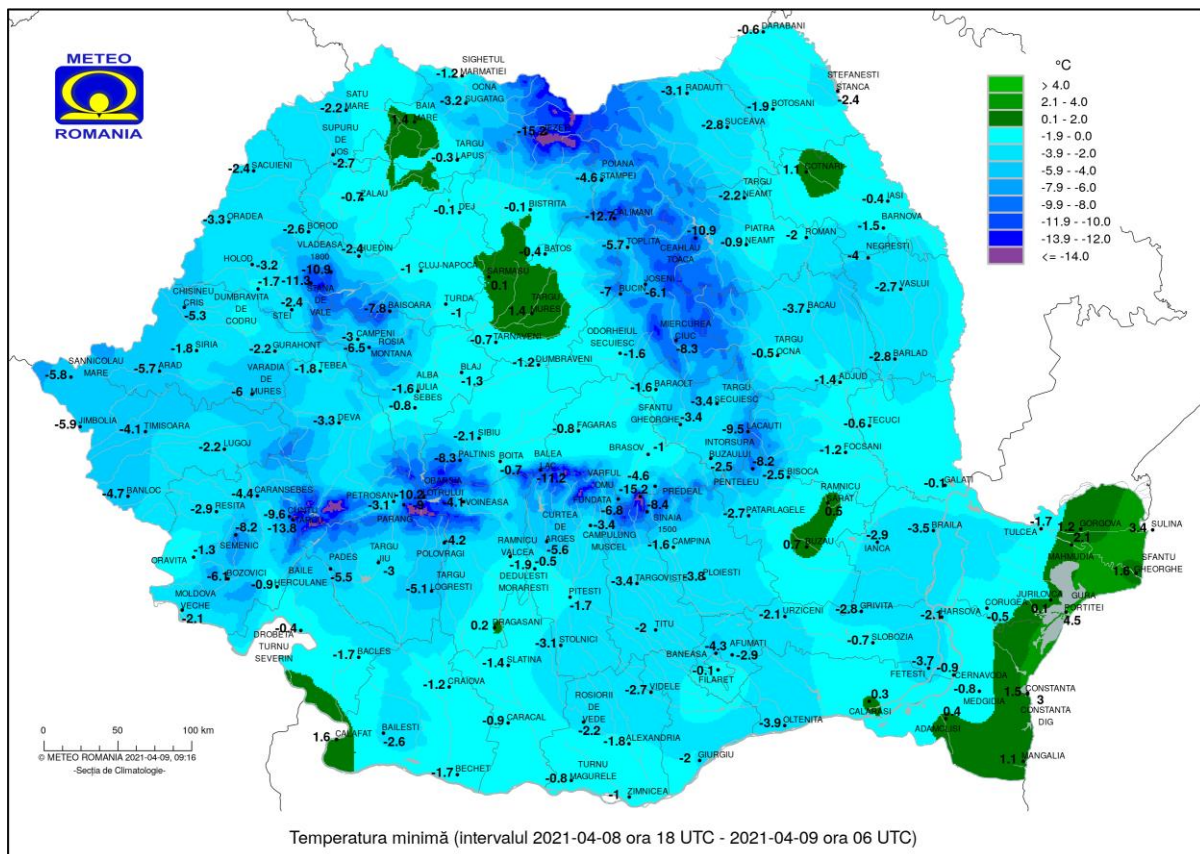 METEO
ROMANIA
°C
> 4.0
2.1 - 4.0
0.1 - 2.0
-1.9 - 0.0
-3.9 - -2.0
-5.9 - -4.0
-7.9 - -6.0
-9.9 - -8.0
-11.9 - -10.0
-13.9 - -12.0
<= -14.0
-0.6 DARABANI
SIGHETUL
-1.2 MARMATIEI
OCNA
-3.2 SUGATAG
-3.1 RADAUTI
STEFANESTI
STANCA
-2.4
SATU
-2.2 MARE
BAIA
1.4 MARE
-15.2
-1.9 BOTOSANI
-2.8 SUCEAVA
SUPURU
DE
JOS
-2.7
TARGU
-0.3 LAPUS
POIANA
-4.6 STAMPEI
1.1 COTNARI
-2.4 SACUIENI
-0.7 ZALAU
-0.1 DEJ
-0.1 BISTRITA
TARGU
-2.2 NEAMT
-0.4 IASI
-3.3 ORADEA
-2.6 BOROD
-12.7 CALIMANI
-10.9
CEAHLAU
TOACA
PIATRA
-0.9 NEAMT
-2 ROMAN
BARNOVA
-1.5
VLADEASA
1800
-10.9
-2.4 HUEDIN
-0.4 BATOS
-5.7 TOPLITA
NEGRESTI
-4
HOLOD
-3.2
-1.7
-11.3
STANA
DE
VALE
-1 CLUJ-NAPOCA
SARMASU
0.1
JOSENI
-6.1
-7 BUCIN
-2.7 VASLUI
CHISINEU
CRIS
-5.3
DUMBRAVITA
DE
CODRU
-2.4
STEI
-7.8 BAISOARA
TURDA
-1
TARGU
1.4 MURES
-3.7 BACAU
-1.8 SIRIA
-2.2 GURAHONT
-3 CAMPENI
-6.5 ROSIA
MONTANA
-0.7 TARNAVENI
ODORHEIUL
SECUIESC
-1.6
MIERCUREA
CIUC
-8.3
TARGU
-0.5 OCNA
-2.8 BARLAD
SANNICOLAU
-5.8 MARE
-5.7 ARAD
-1.8 TEBEA
-1.2 DUMBRAVENI
-1.4 ADJUD
VARADIA
DE
-6 MURES
ALBA
-1.6 IULIA
-0.8 SEBES
BLAJ
-1.3
-1.6 BARAOLT
TARGU
-3.4 SECUIESC
-5.9 JIMBOLIA
-4.1 TIMISOARA
-3.3 DEVA
-0.8 FAGARAS
SFANTU
GHEORGHE -3.4
-9.5 LACAUTI
-0.6 TECUCI
-2.2 LUGOJ
-2.1 SIBIU
BRASOV -1
INTORSURA
BUZAULUI
-2.5
-8.2
PENTELEU
-1.2 FOCSANI
-8.3 PALTINIS
BOITA
-0.7
BALEA
LAC
-11.2
VARFUL
OMU
-15.2
-4.6
PREDEAL
-2.5 BISOCA
-0.1 GALATI
-4.7 BANLOC
-4.4 CARANSEBES
-2.9 RESITA
-9.6
-13.8
PETROSANI
-3.1
-10.2
OBARSIA
LOTRULUI
-9
PARANG
-4.1 VOINEASA
FUNDATA
-6.8
-8.4
SINAIA
1500
-2.7 PATARLAGELE
RAMNICU
SARAT
0.5
-8.2
SEMENIC
-4.2
POLOVRAGI
CURTEA
DE
ARGES
-5.6
-3.4
CAMPULUNG
MUSCEL
-1.6 CAMPINA
0.7 BUZAU
-2.9
IANCA
-3.5 BRAILA
-1.7
TULCEA
1.2 GORGOVA
2.1
MAHMUDIA
3.4 SULINA
-1.3
ORAVITA
PADES
-5.5
TARGU
JIU
-3
RAMNICU
VALCEA
-1.9
-0.5
DEDULESTI
MORARESTI
SFANTU
1.6 GHEORGHE
-6.1 BOZOVICI
BAILE
-0.9 HERCULANE
-5.1
TARGU
LOGRESTI
-3.4 TARGOVISTE
-3.8 PLOIESTI
JURILOVCA
0.1
GURA
PORTITEI
4.5
MOLDOVA
VECHE
-2.1
PITESTI
-1.7
-2.1 URZICENI
-2.8 GRIVITA
-2.1 HARSOVA
CORUGEA
-0.5
-0.4
DROBETA
TURNU
SEVERIN
0.2 DRAGASANI
-3.1 STOLNICI
-2 TITU
-0.7 SLOBOZIA
-1.7 BACLES
-1.4 SLATINA
-4.3 AFUMATI
BANEASA -2.9
-0.1
FILARET
-3.7
FETESTI
-0.9
CERNAVODA
-0.8
MEDGIDIA
-1.2 CRAIOVA
-2.7 VIDELE
0.3
CALARASI
0.4
ADAMCLISI
1.5 CONSTANTA
3
CONSTANTA
DIG
ROSIORII
DE
VEDE
-2.2
-0.9 CARACAL
-3.9 OLTENITA
1.6 CALAFAT
BAILESTI
-2.6
-1.8 ALEXANDRIA
-2 GIURGIU
1.1 MANGALIA
-1.7 BECHET
TURNU
-0.8 MAGURELE
-1 ZIMNICEA
0 50 100 km
© METEO ROMANIA 2021-04-09, 09:16
-Secția de Climatologie-
Temperatura minimă (intervalul 2021-04-08 ora 18 UTC - 2021-04-09 ora 06 UTC)